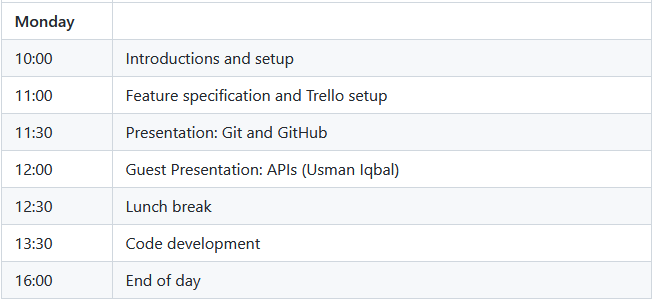 Monday
10:00 Introductions and setup
11:00 Feature specification and Trello setup
11:30 Presentation: Git and GitHub
12:00 Guest Presentation: APIs (Usman Iqbal)
12:30 Lunch break
13:30 Code development
16:00 End of day